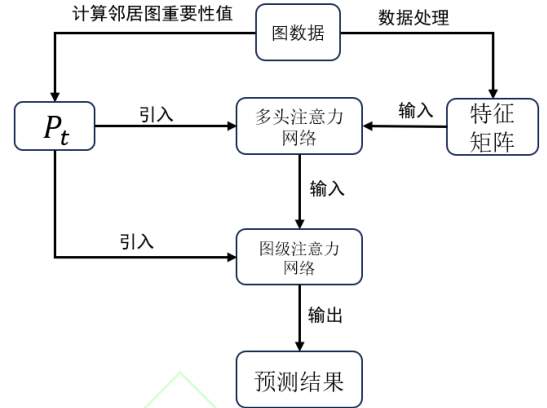 计算邻居图重要性值
图数据
数据处理
P_t
引入
多头注意力
网络
输入
特征
矩阵
输入
引入
图级注意力
网络
输出
预测结果